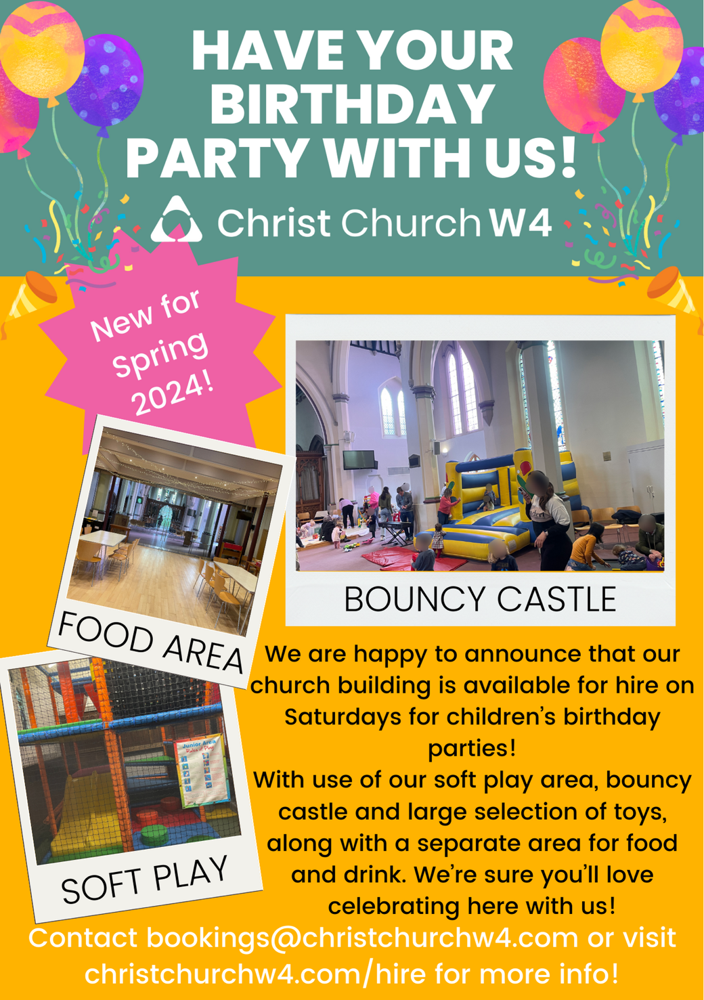 HAVE YOUR
BIRTHDAY
PARTY WITH US!
Christ Church W4
New for
Spring
2024!
BOUNCY CASTLE
FOOD AREA
We are happy to announce that our
church building is available for hire on
Saturdays for children's birthday
parties!
With use of our soft play area, bouncy
castle and large selection of toys,
along with a separate area for food
and drink. We're sure you'll love
celebrating here with us!
Junior Area
Rules of Play
SOFT PLAY
Contact bookings@christchurchw4.com or visit
christchurchw4.com/hire for more info!